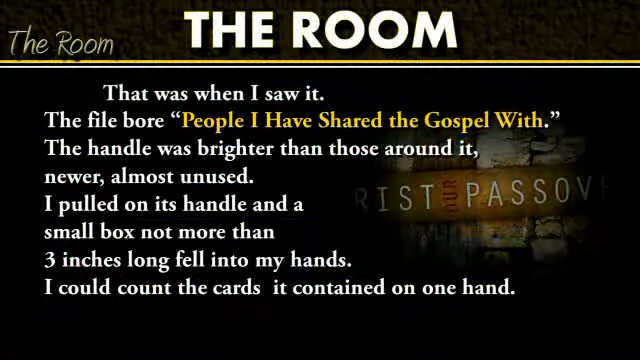 The Room
THE ROOM
That was when I saw it.
The file bore “People I Have Shared the Gospel With.”
The handle was brighter than those around it,
newer, almost unused.
I pulled on its handle and a
small box not more than
3 inches long fell into my hands.
I could count the cards it contained on one hand.
RIST OUR PASSOV